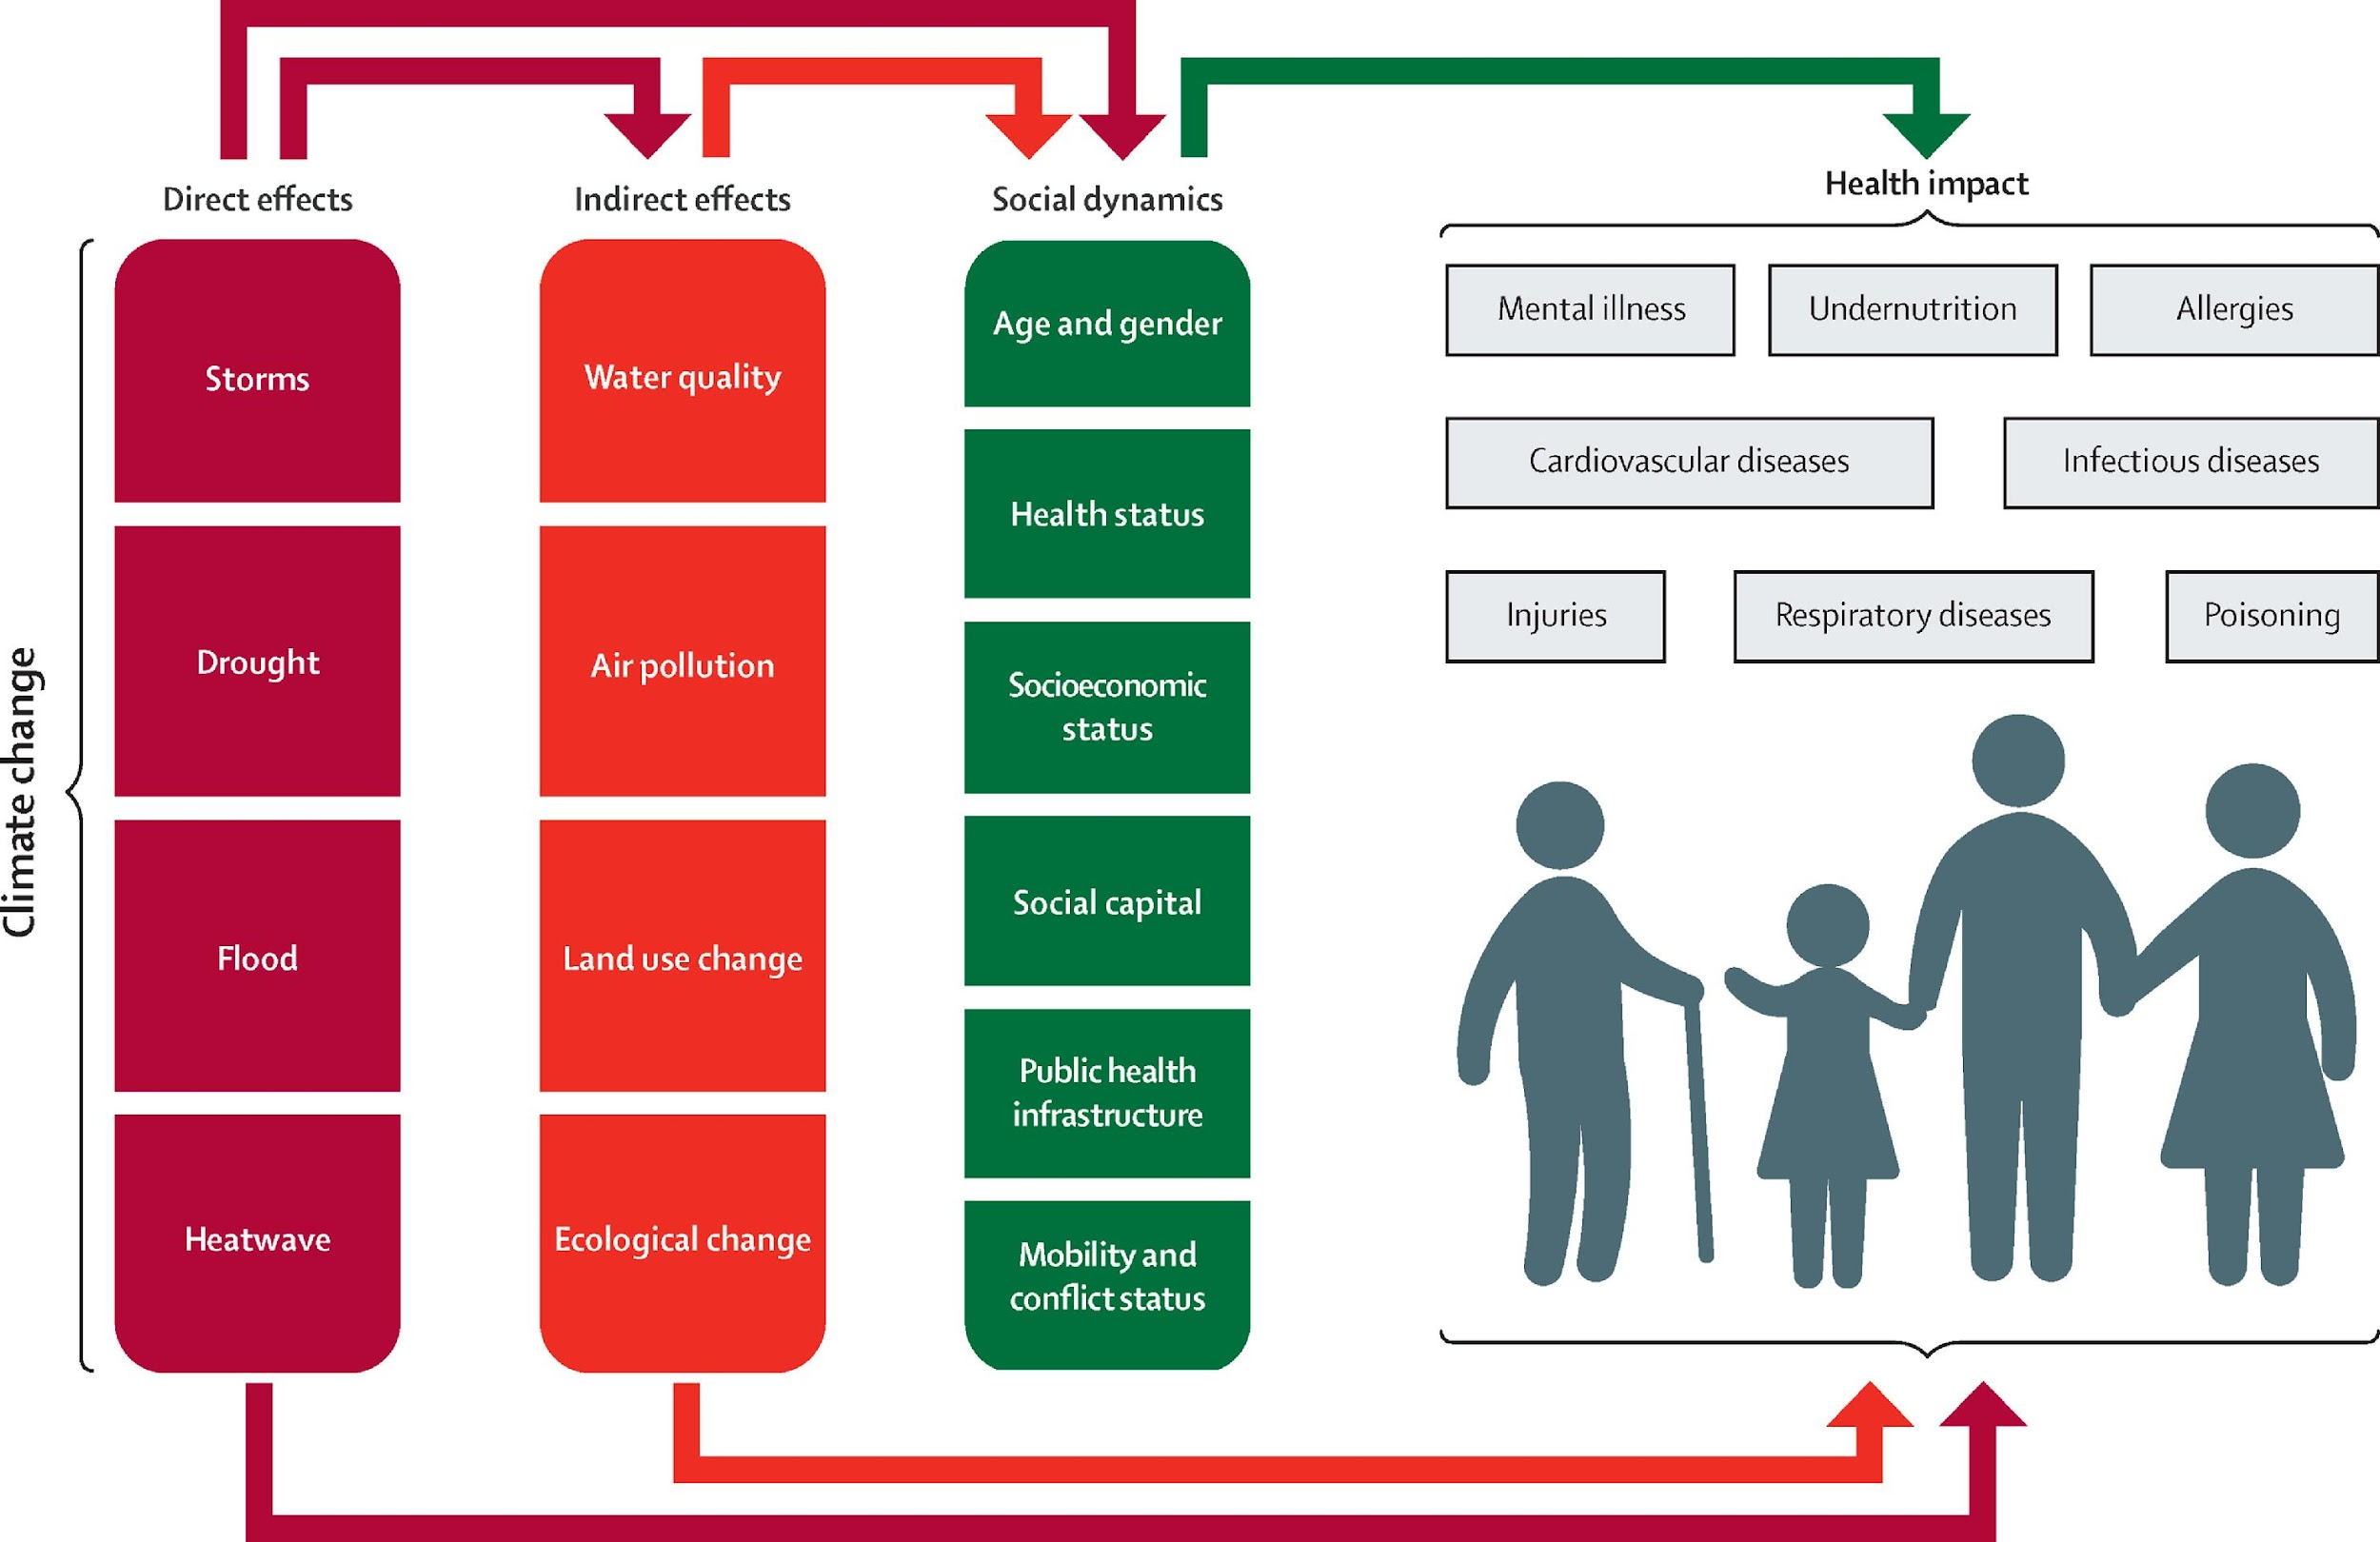 Direct effects
Indirect effects
Social dynamics
Health impact
Climate change
Storms
Drought
Flood
Heatwave
Water quality
Air pollution
Land use change
Ecological change
Age and gender
Health status
Socioeconomic
status
Social capital
Public health
infrastructure
Mobility and
conflict status
Mental illness
Undernutrition
Allergies
Cardiovascular diseases
Infectious diseases
Injuries
Respiratory diseases
Poisoning